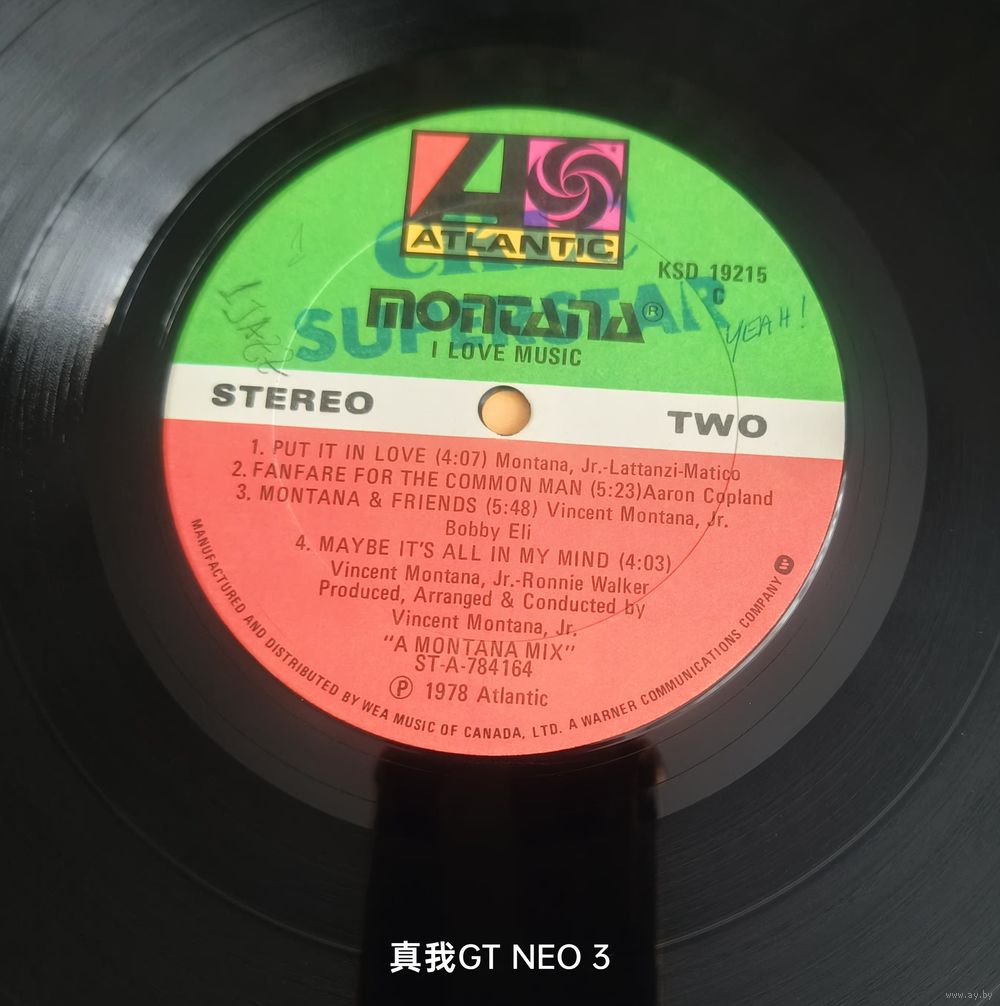 ATLANTIC
KSD 19215
C
MONTANA®
SUPERSTAR
YEAH!
I LOVE MUSIC
STEREO
TWO
1. PUT IT IN LOVE (4:07) Montana, Jr.-Lattanzi-Matico
2. FANFARE FOR THE COMMON MAN (5:23) Aaron Copland
3. MONTANA & FRIENDS (5:48) Vincent Montana, Jr.
Bobby Eli
4. MAYBE IT'S ALL IN MY MIND (4:03)
Vincent Montana, Jr.-Ronnie Walker
Produced, Arranged & Conducted by
Vincent Montana, Jr.
"A MONTANA MIX"
ST-A-784164
℗ 1978 Atlantic
MANUFACTURED AND DISTRIBUTED BY WEA MUSIC OF CANADA, LTD. A WARNER COMMUNICATIONS COMPANY
真我GT NEO 3
www.ay.by